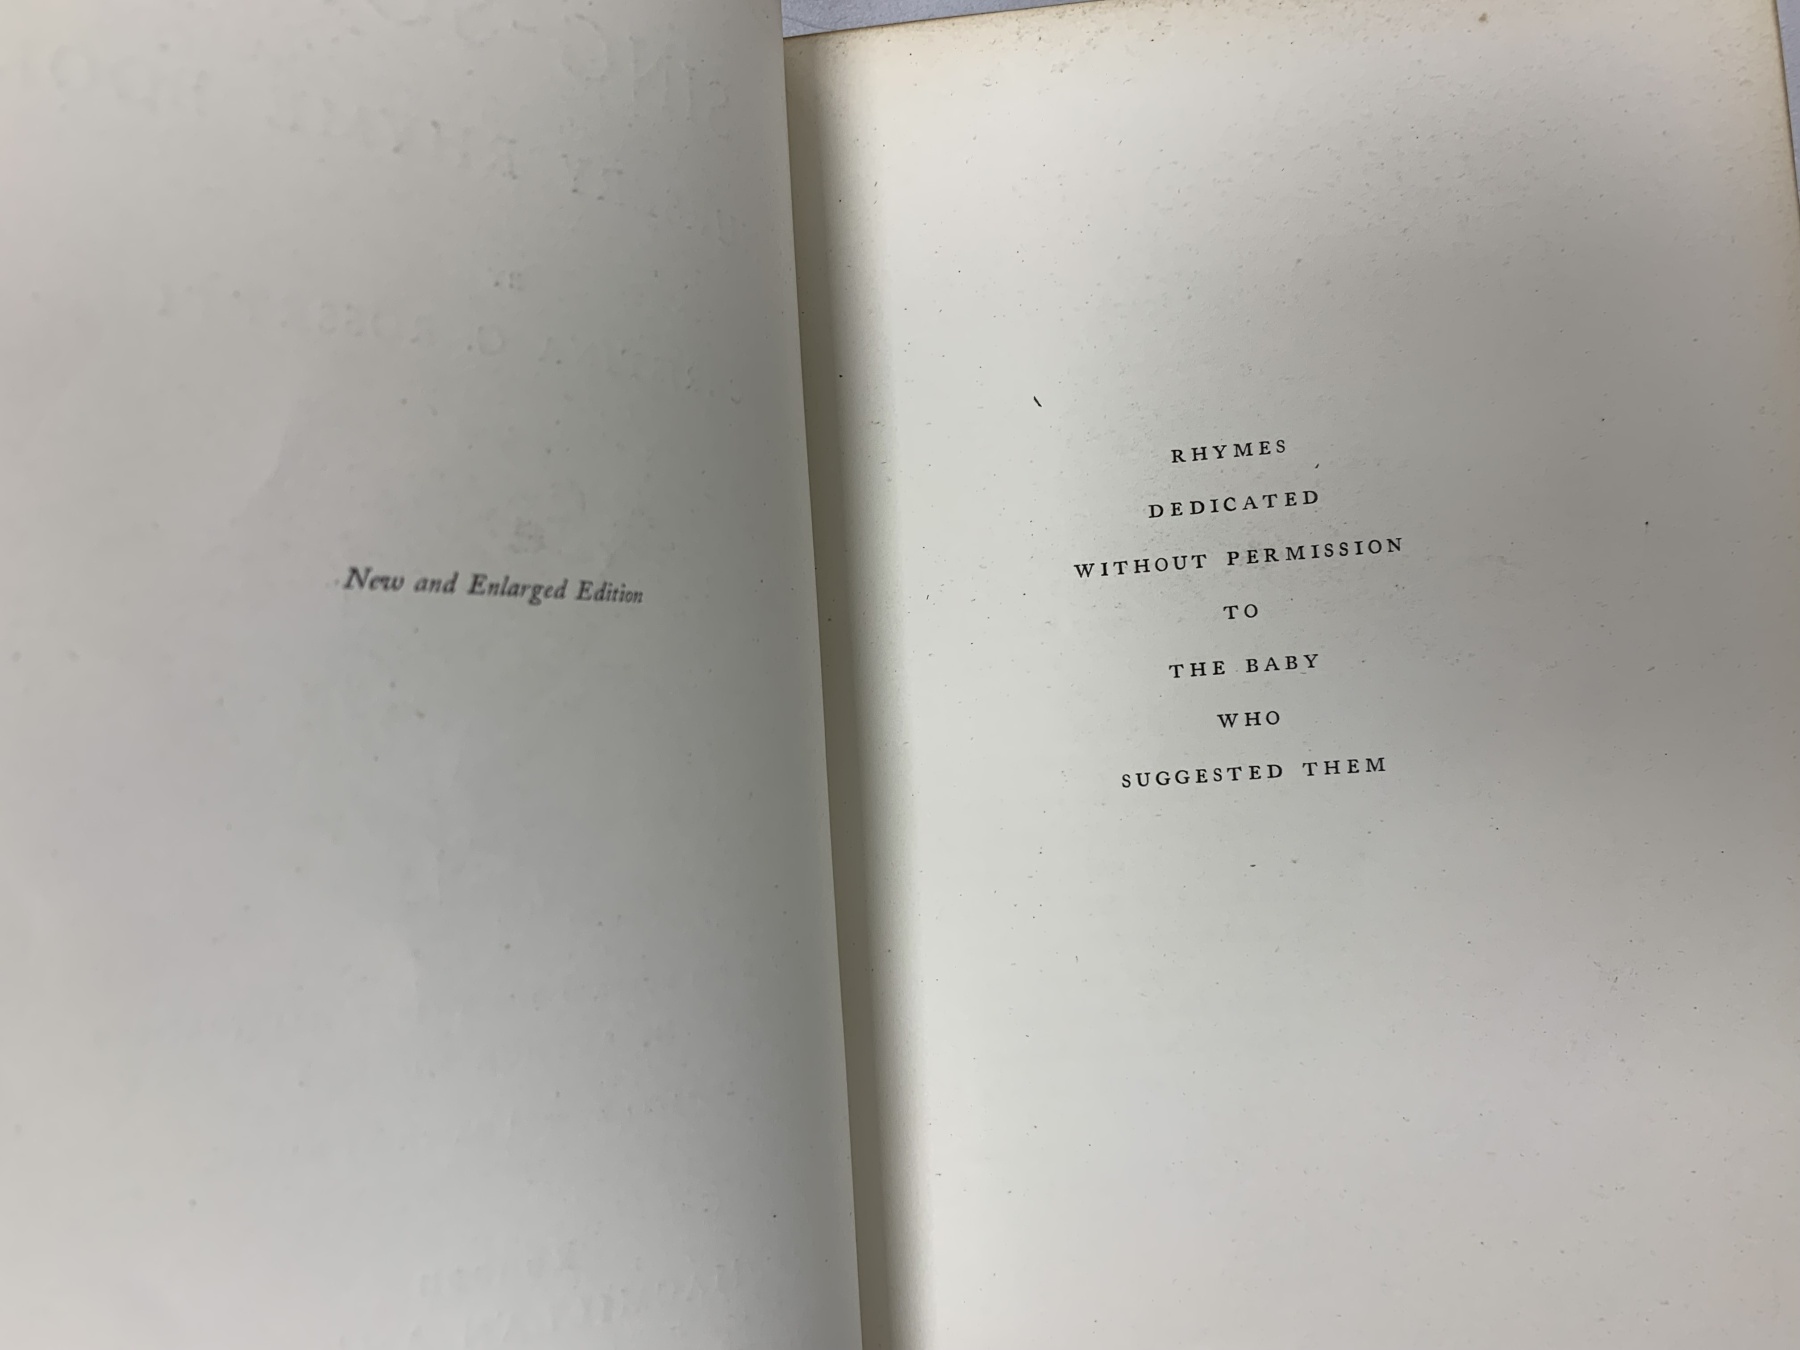 New and Enlarged Edition
RHYMES
DEDICATED
WITHOUT PERMISSION
TO
THE BABY
WHO
SUGGESTED THEM